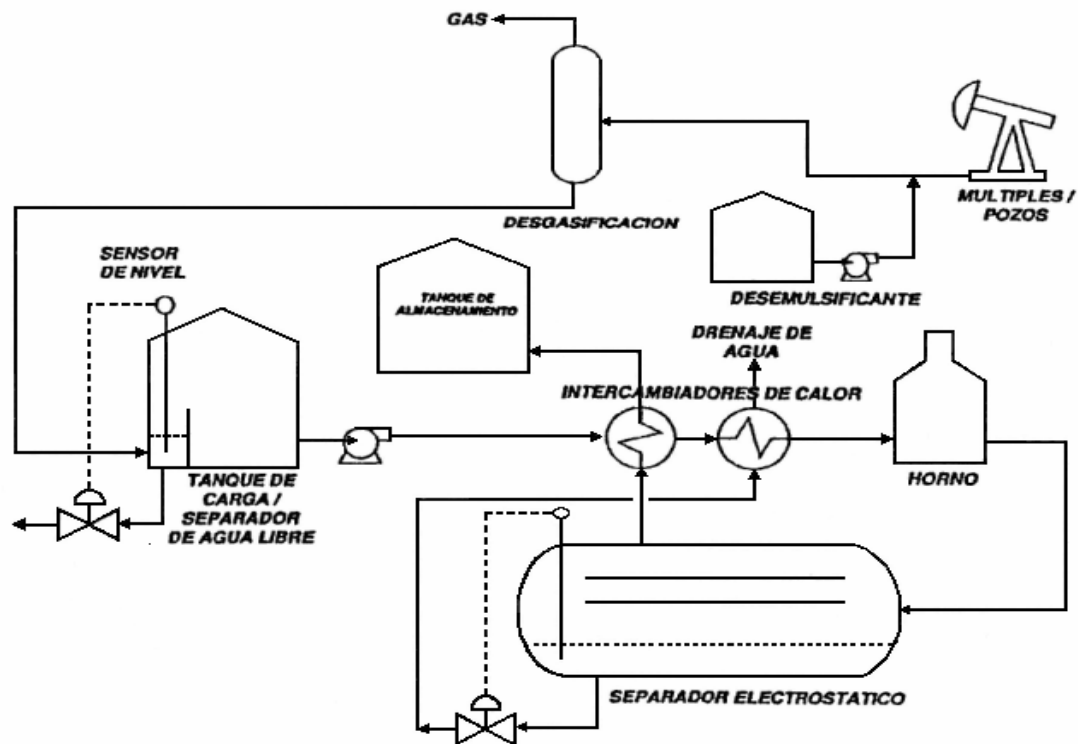 GAS
MULTIPLES /
POZOS
DESGASIFICACION
SENSOR
DE NIVEL
TANQUE DE
ALMACENAMIENTO
DESEMULSIFICANTE
DRENAJE DE
AGUA
INTERCAMBIADORES DE CALOR
HORNO
TANQUE DE
CARGA /
SEPARADOR
DE AGUA LIBRE
SEPARADOR ELECTROSTATICO